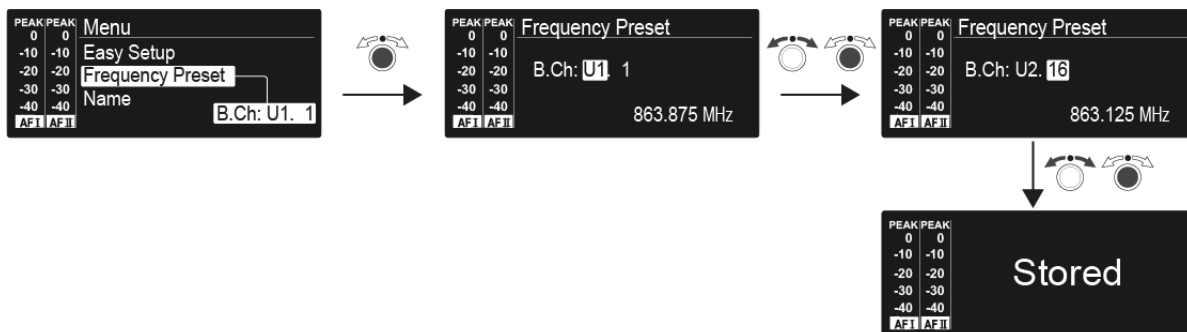 PEAK PEAK
0 0
-10 -10
-20 -20
-30 -30
-40 -40
AF I AF II
Menu
Easy Setup
Frequency Preset
Name
B.Ch: U1. 1
PEAK PEAK
0 0
-10 -10
-20 -20
-30 -30
-40 -40
AF I AF II
Frequency Preset
B.Ch: U1. 1
863.875 MHz
PEAK PEAK
0 0
-10 -10
-20 -20
-30 -30
-40 -40
AF I AF II
Frequency Preset
B.Ch: U2. 16
863.125 MHz
PEAK PEAK
0 0
-10 -10
-20 -20
-30 -30
-40 -40
AF I AF II
Stored